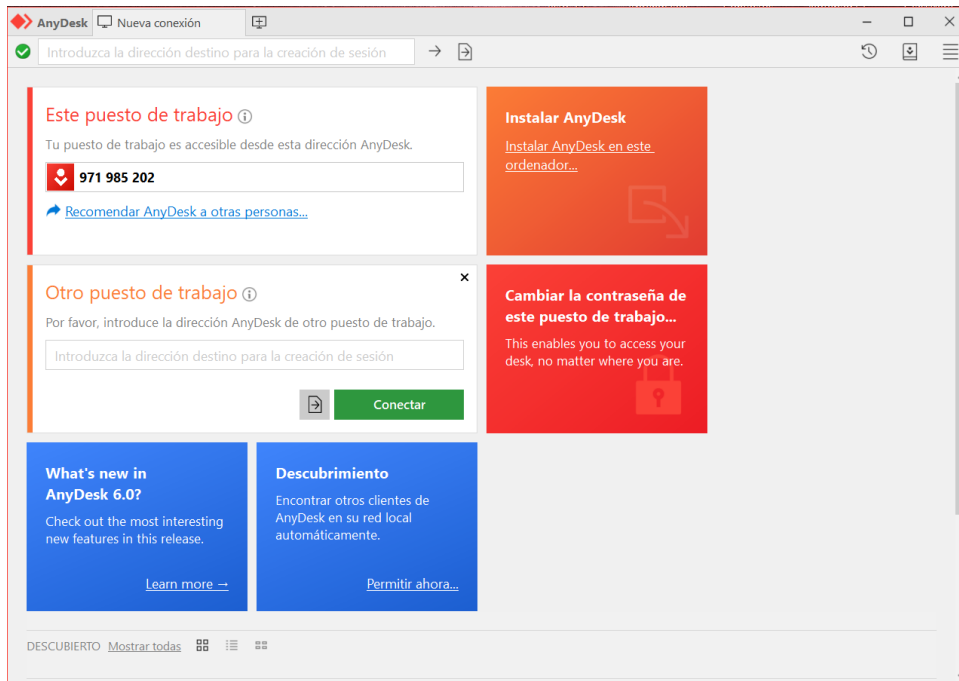 AnyDesk
Nueva conexión
Introduzca la dirección destino para la creación de sesión
Este puesto de trabajo
Tu puesto de trabajo es accesible desde esta dirección AnyDesk.
971 985 202
Recomendar AnyDesk a otras personas...
Instalar AnyDesk
Instalar AnyDesk en este
ordenador...
Otro puesto de trabajo
Por favor, introduce la dirección AnyDesk de otro puesto de trabajo.
Introduzca la dirección destino para la creación de sesión
Conectar
Cambiar la contraseña de
este puesto de trabajo...
This enables you to access your
desk, no matter where you are.
What's new in
AnyDesk 6.0?
Check out the most interesting
new features in this release.
Learn more →
Descubrimiento
Encontrar otros clientes de
AnyDesk en su red local
automáticamente.
Permitir ahora...
DESCUBIERTO Mostrar todas